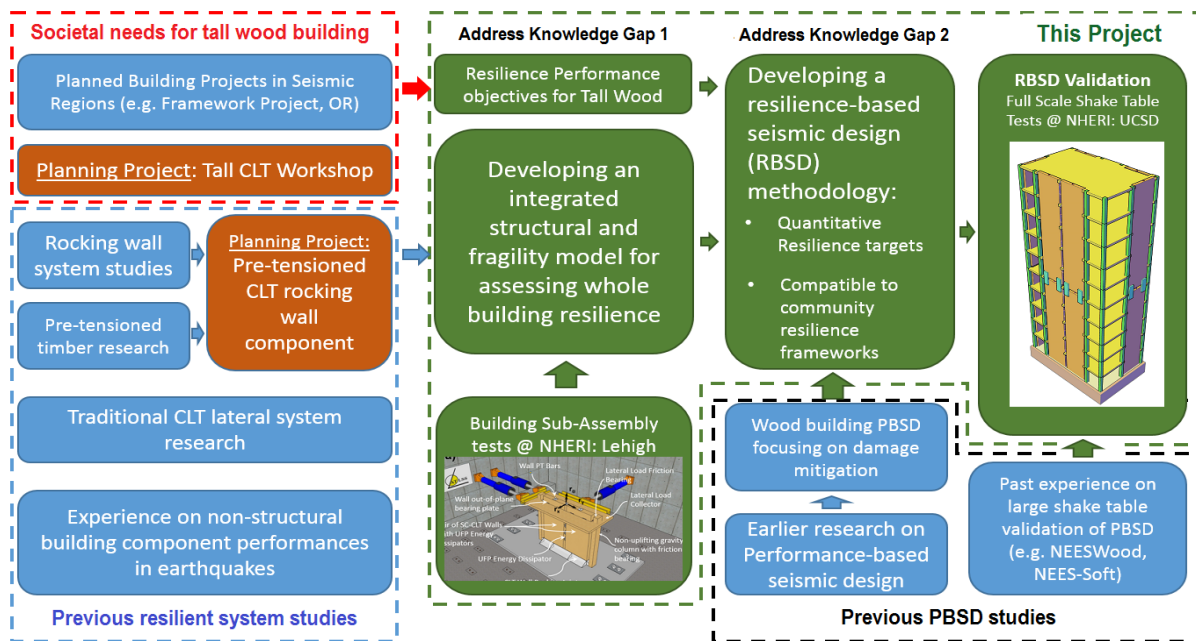 Societal needs for tall wood building
Planned Building Projects in Seismic
Regions (e.g. Framework Project, OR)
Planning Project: Tall CLT Workshop
Rocking wall
system studies
Pre-tensioned
timber research
Planning Project:
Pre-tensioned
CLT rocking
wall
component
Traditional CLT lateral system
research
Experience on non-structural
building component performances
in earthquakes
Previous resilient system studies
Address Knowledge Gap 1
Resilience Performance
objectives for Tall Wood
Developing an
integrated
structural and
fragility model for
assessing whole
building resilience
Building Sub-Assembly
tests @ NHERI: Lehigh
Wall PT Bars
Lateral Load Friction
Bearing
Wall out-of-plane
bearing plate
Lateral Load
Collector
of SC-CLT Walls
UFP Energy
Dissipators
UFP Energy Dissipator
Non-uplifting gravity
column with friction
bearing
Address Knowledge Gap 2
Developing a
resilience-based
seismic design
(RBSD)
methodology:
• Quantitative
Resilience targets
• Compatible to
community
resilience
frameworks
Wood building PBSD
focusing on damage
mitigation
Earlier research on
Performance-based
seismic design
Previous PBSD studies
This Project
RBSD Validation
Full Scale Shake Table
Tests @ NHERI: UCSD
Past experience on
large shake table
validation of PBSD
(e.g. NEESWood,
NEES-Soft)